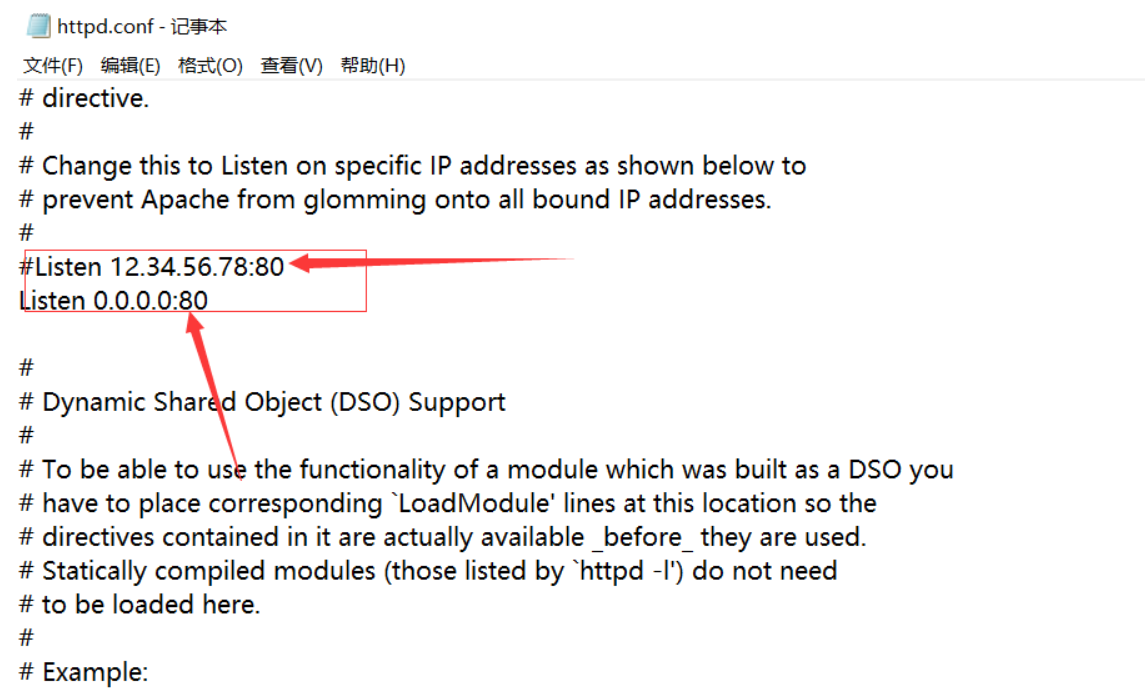 httpd.conf - 记事本
文件(F) 编辑(E) 格式(O) 查看(V) 帮助(H)
# directive.
#
# Change this to Listen on specific IP addresses as shown below to
# prevent Apache from glomming onto all bound IP addresses.
#
#Listen 12.34.56.78:80
Listen 0.0.0.0:80
#
# Dynamic Shared Object (DSO) Support
#
# To be able to use the functionality of a module which was built as a DSO you
# have to place corresponding `LoadModule' lines at this location so the
# directives contained in it are actually available _before_ they are used.
# Statically compiled modules (those listed by `httpd -l') do not need
# to be loaded here.
#
# Example: